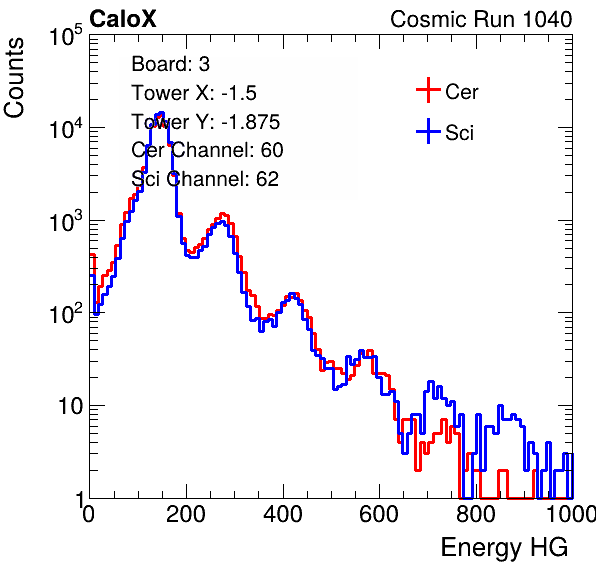 CaloX Cosmic Run 1040
Counts
Board: 3
Tower X: -1.5
Tower Y: -1.875
Cer Channel: 60
Sci Channel: 62
Cer
Sci
10^5
10^4
10^3
10^2
10
1
0 200 400 600 800 1000
Energy HG